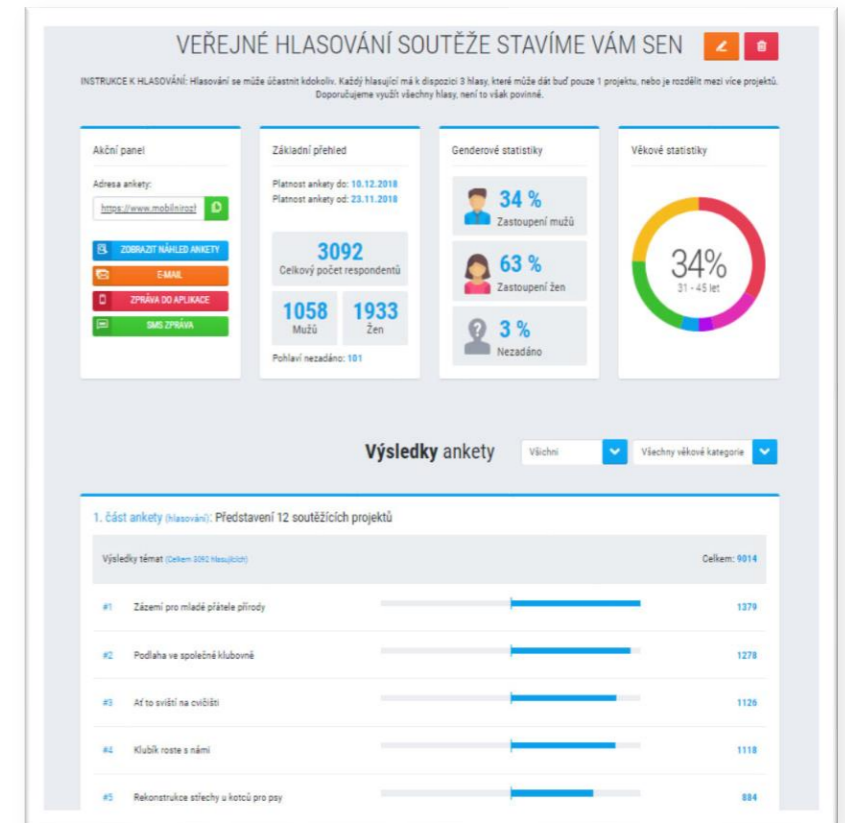 VEŘEJNÉ HLASOVÁNÍ SOUTĚŽE STAVÍME VÁM SEN
INSTRUKCE K HLASOVÁNÍ: Hlasování se může účastnit kdokoliv. Každý hlasující má k dispozici 3 hlasy, které může dát buď pouze 1 projektu, nebo je rozdělit mezi více projektů.
Doporučujeme využít všechny hlasy, není to však povinné.
Akční panel
Adresa ankety:
https://www.mobilnirozl
ZOBRAZIT NÁHLED ANKETY
E-MAIL
ZPRÁVA DO APLIKACE
SMS ZPRÁVA
Základní přehled
Platnost ankety do: 10.12.2018
Platnost ankety od: 23.11.2018
3092
Celkový počet respondentů
1058
Mužů
1933
Žen
Pohlaví nezadáno: 101
Genderové statistiky
34 %
Zastoupení mužů
63 %
Zastoupení žen
3 %
Nezadáno
Věkové statistiky
34%
31 - 45 let
Výsledky ankety
Všichni
Všechny věkové kategorie
1. část ankety (hlasování): Představení 12 soutěžících projektů
Výsledky témat (Celkem 3092 hlasujících)
Celkem: 9014
#1 Zázemí pro mladé přátele přírody 1379
#2 Podlaha ve společné klubovně 1278
#3 Ať to sviští na cvičišti 1126
#4 Klubík roste s námi 1118
#5 Rekonstrukce střechy u kotců pro psy 884